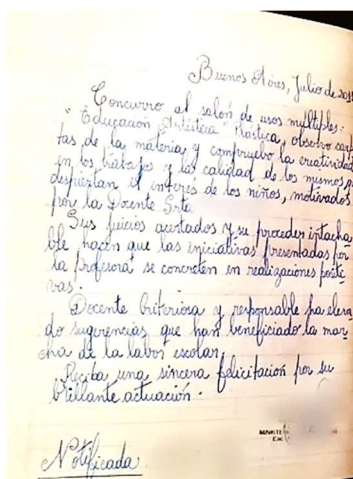 Buenos Aires, Julio de 201
Concurro al salón de usos múltiples.
"Educación Artística" Plástica, observo car
tas de la materia y compruebo la creatividad
en los trabajos y las calidad de los mismos,
despiertan el interés de los niños, motivados
por la Docente Srta.
Sus juicios acertados y su proceder intacha
ble hacen que las iniciativas presentadas por
la profesora se concreten en realizaciones positi
vas.
Docente criteriosa y responsable ha eleva
do sugerencias que han beneficiado la mar
cha de la labor escolar,
Reciba una sincera felicitación por su
brillante actuación.
Notificada.